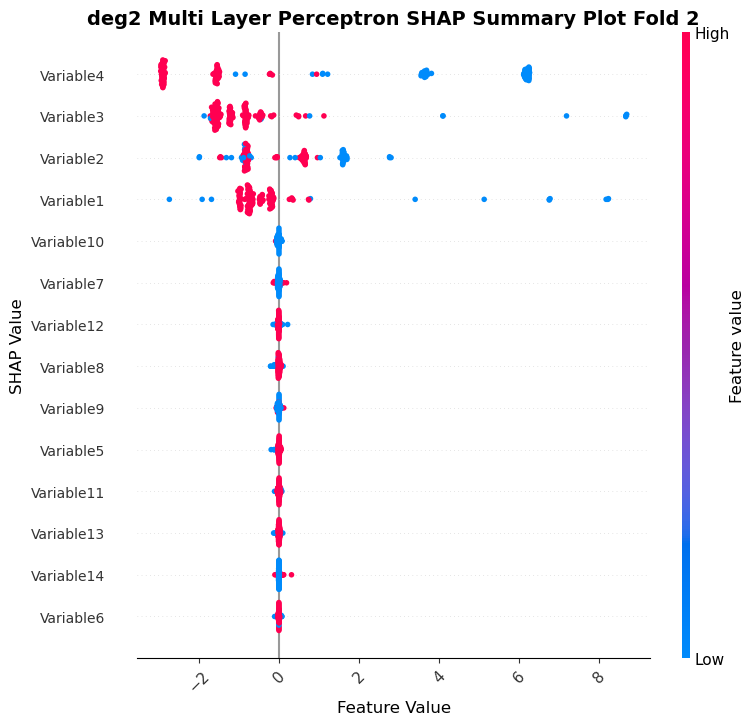 deg2 Multi Layer Perceptron SHAP Summary Plot Fold 2
High
Variable4
Variable3
Variable2
Variable1
Variable10
Variable7
Variable12
Variable8
Variable9
Variable5
Variable11
Variable13
Variable14
Variable6
SHAP Value
Feature value
Low
−2 0 2 4 6 8
Feature Value